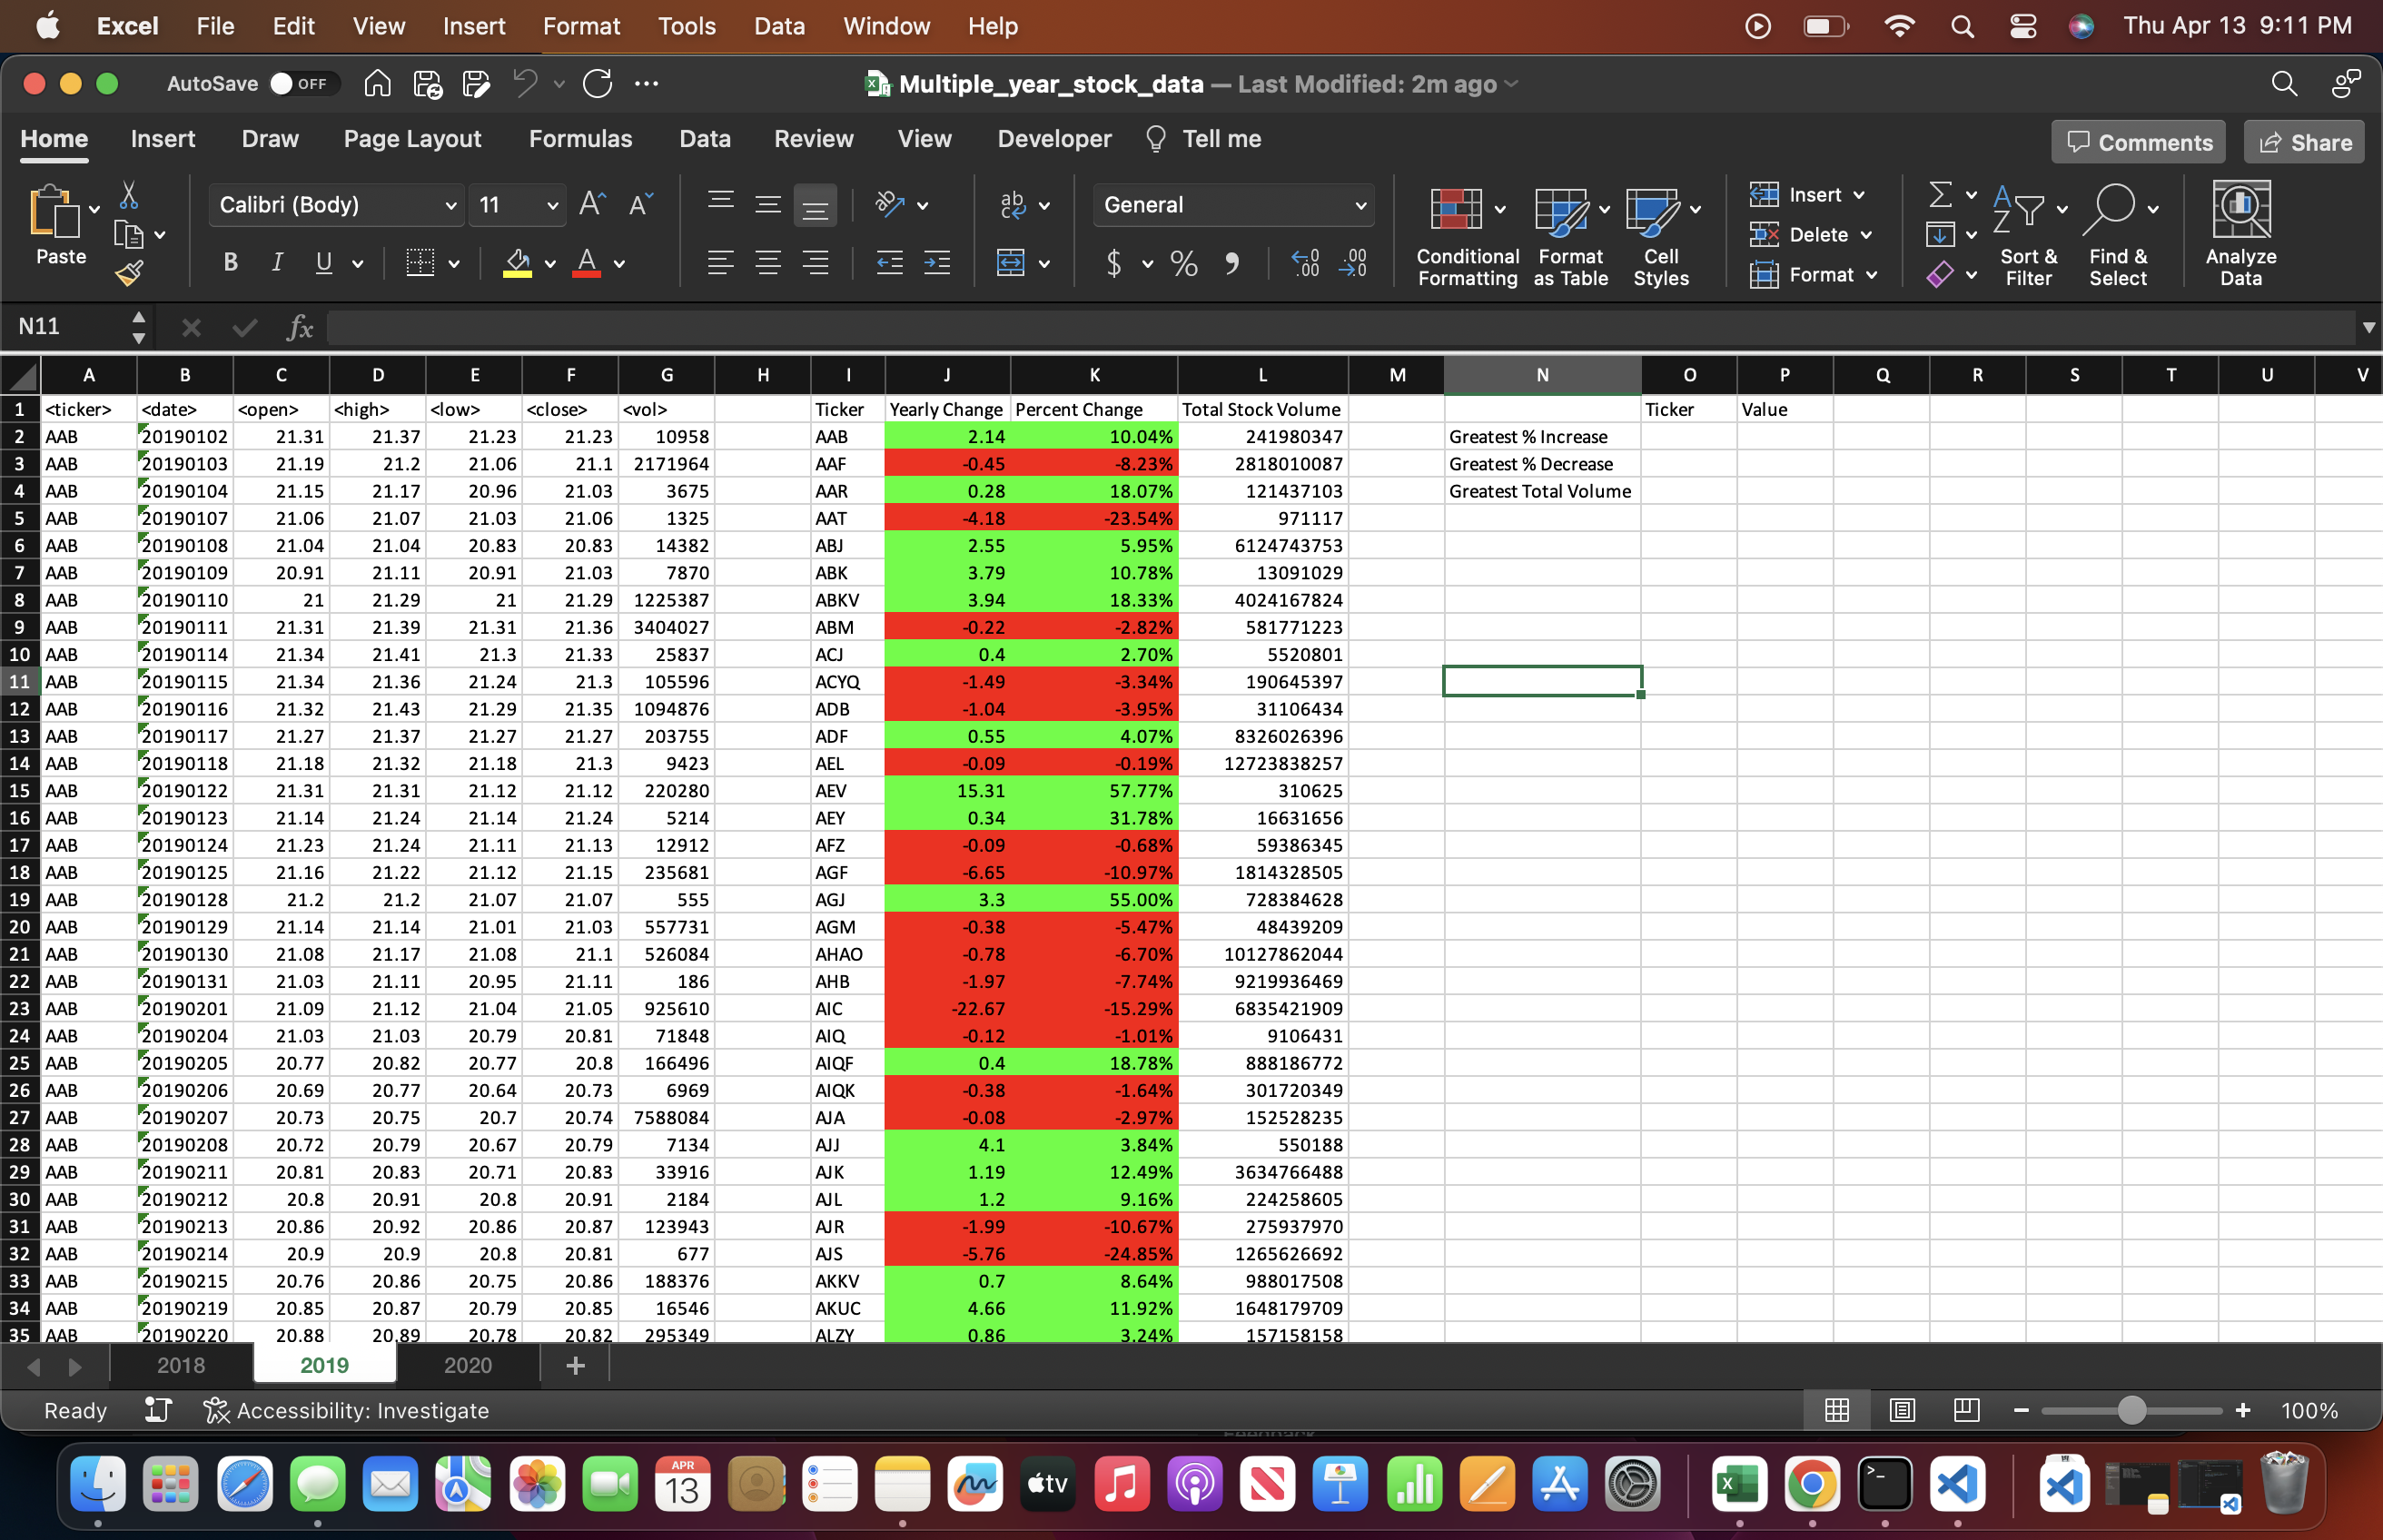 Excel File Edit View Insert Format Tools Data Window Help Thu Apr 13 9:11 PM
AutoSave OFF Multiple_year_stock_data — Last Modified: 2m ago
Home Insert Draw Page Layout Formulas Data Review View Developer Tell me Comments Share
Paste Calibri (Body) 11 General Conditional Formatting Format as Table Cell Styles Insert Delete Format Sort & Filter Find & Select Analyze Data
N11 fx
A B C D E F G H I J K L M N O P Q R S T U V
1 <ticker> <date> <open> <high> <low> <close> <vol> Ticker Yearly Change Percent Change Total Stock Volume Ticker Value
2 AAB 20190102 21.31 21.37 21.23 21.23 10958 AAB 2.14 10.04% 241980347 Greatest % Increase
3 AAB 20190103 21.19 21.2 21.06 21.1 2171964 AAF -0.45 -8.23% 2818010087 Greatest % Decrease
4 AAB 20190104 21.15 21.17 20.96 21.03 3675 AAR 0.28 18.07% 121437103 Greatest Total Volume
5 AAB 20190107 21.06 21.07 21.03 21.06 1325 AAT -4.18 -23.54% 971117
6 AAB 20190108 21.04 21.04 20.83 20.83 14382 ABJ 2.55 5.95% 6124743753
7 AAB 20190109 20.91 21.11 20.91 21.03 7870 ABK 3.79 10.78% 13091029
8 AAB 20190110 21 21.29 21 21.29 1225387 ABKV 3.94 18.33% 4024167824
9 AAB 20190111 21.31 21.39 21.31 21.36 3404027 ABM -0.22 -2.82% 581771223
10 AAB 20190114 21.34 21.41 21.3 21.33 25837 ACJ 0.4 2.70% 5520801
11 AAB 20190115 21.34 21.36 21.24 21.3 105596 ACYQ -1.49 -3.34% 190645397
12 AAB 20190116 21.32 21.43 21.29 21.35 1094876 ADB -1.04 -3.95% 31106434
13 AAB 20190117 21.27 21.37 21.27 21.27 203755 ADF 0.55 4.07% 8326026396
14 AAB 20190118 21.18 21.32 21.18 21.3 9423 AEL -0.09 -0.19% 12723838257
15 AAB 20190122 21.31 21.31 21.12 21.12 220280 AEV 15.31 57.77% 310625
16 AAB 20190123 21.14 21.24 21.14 21.24 5214 AEY 0.34 31.78% 16631656
17 AAB 20190124 21.23 21.24 21.11 21.13 12912 AFZ -0.09 -0.68% 59386345
18 AAB 20190125 21.16 21.22 21.12 21.15 235681 AGF -6.65 -10.97% 1814328505
19 AAB 20190128 21.2 21.2 21.07 21.07 555 AGJ 3.3 55.00% 728384628
20 AAB 20190129 21.14 21.14 21.01 21.03 557731 AGM -0.38 -5.47% 48439209
21 AAB 20190130 21.08 21.17 21.08 21.1 526084 AHAO -0.78 -6.70% 10127862044
22 AAB 20190131 21.03 21.11 20.95 21.11 186 AHB -1.97 -7.74% 9219936469
23 AAB 20190201 21.09 21.12 21.04 21.05 925610 AIC -22.67 -15.29% 6835421909
24 AAB 20190204 21.03 21.03 20.79 20.81 71848 AIQ -0.12 -1.01% 9106431
25 AAB 20190205 20.77 20.82 20.77 20.8 166496 AIQF 0.4 18.78% 888186772
26 AAB 20190206 20.69 20.77 20.64 20.73 6969 AIQK -0.38 -1.64% 301720349
27 AAB 20190207 20.73 20.75 20.7 20.74 7588084 AJA -0.08 -2.97% 152528235
28 AAB 20190208 20.72 20.79 20.67 20.79 7134 AJJ 4.1 3.84% 550188
29 AAB 20190211 20.81 20.83 20.71 20.83 33916 AJK 1.19 12.49% 3634766488
30 AAB 20190212 20.8 20.91 20.8 20.91 2184 AJL 1.2 9.16% 224258605
31 AAB 20190213 20.86 20.92 20.86 20.87 123943 AJR -1.99 -10.67% 275937970
32 AAB 20190214 20.9 20.9 20.8 20.81 677 AJS -5.76 -24.85% 1265626692
33 AAB 20190215 20.76 20.86 20.75 20.86 188376 AKKV 0.7 8.64% 988017508
34 AAB 20190219 20.85 20.87 20.79 20.85 16546 AKUC 4.66 11.92% 1648179709
35 AAB 20190220 20.88 20.89 20.78 20.82 295349 ALZY 0.86 3.24% 157158158
2018 2019 2020 +
Ready Accessibility: Investigate 100%
APR 13 tv